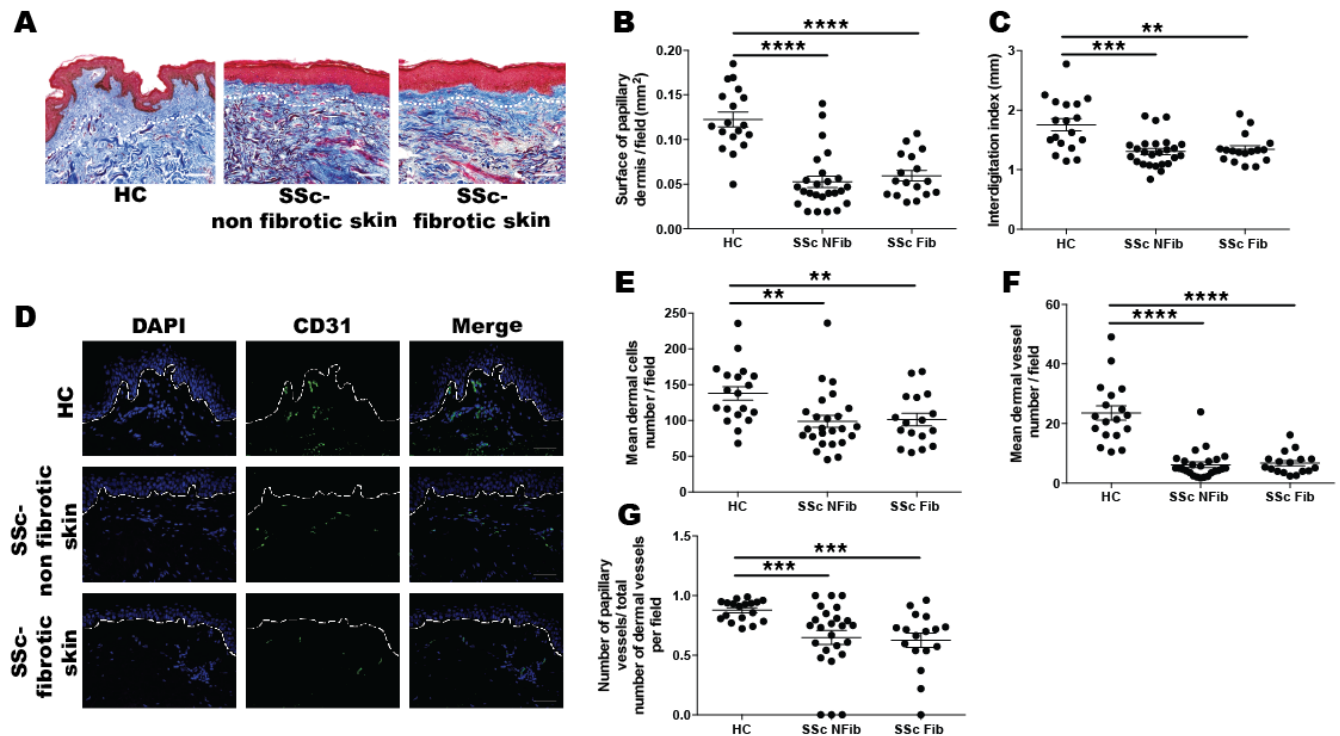 A
HC
SSc-
non fibrotic skin
SSc-
fibrotic skin
B
****
****
Surface of papillary
dermis / field (mm²)
0.20
0.15
0.10
0.05
0.00
HC
SSc NFib
SSc Fib
C
**
***
Interdigitation index (mm)
3
2
1
0
HC
SSc NFib
SSc Fib
D
DAPI
CD31
Merge
HC
SSc-
non fibrotic
skin
SSc-
fibrotic
skin
E
**
**
Mean dermal cells
number / field
250
200
150
100
50
0
HC
SSc NFib
SSc Fib
F
****
****
Mean dermal vessel
number / field
60
40
20
0
HC
SSc NFib
SSc Fib
G
***
***
Number of papillary
vessels/ total
number of dermal vessels
per field
1.5
1.0
0.5
0.0
HC
SSc NFib
SSc Fib